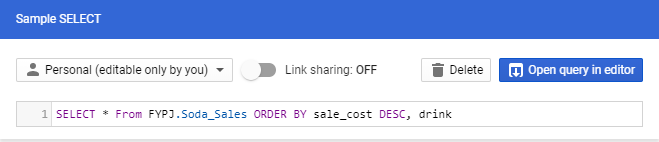 Sample SELECT
Personal (editable only by you) Link sharing: OFF Delete Open query in editor
1 SELECT * From FYPJ.Soda_Sales ORDER BY sale_cost DESC, drink